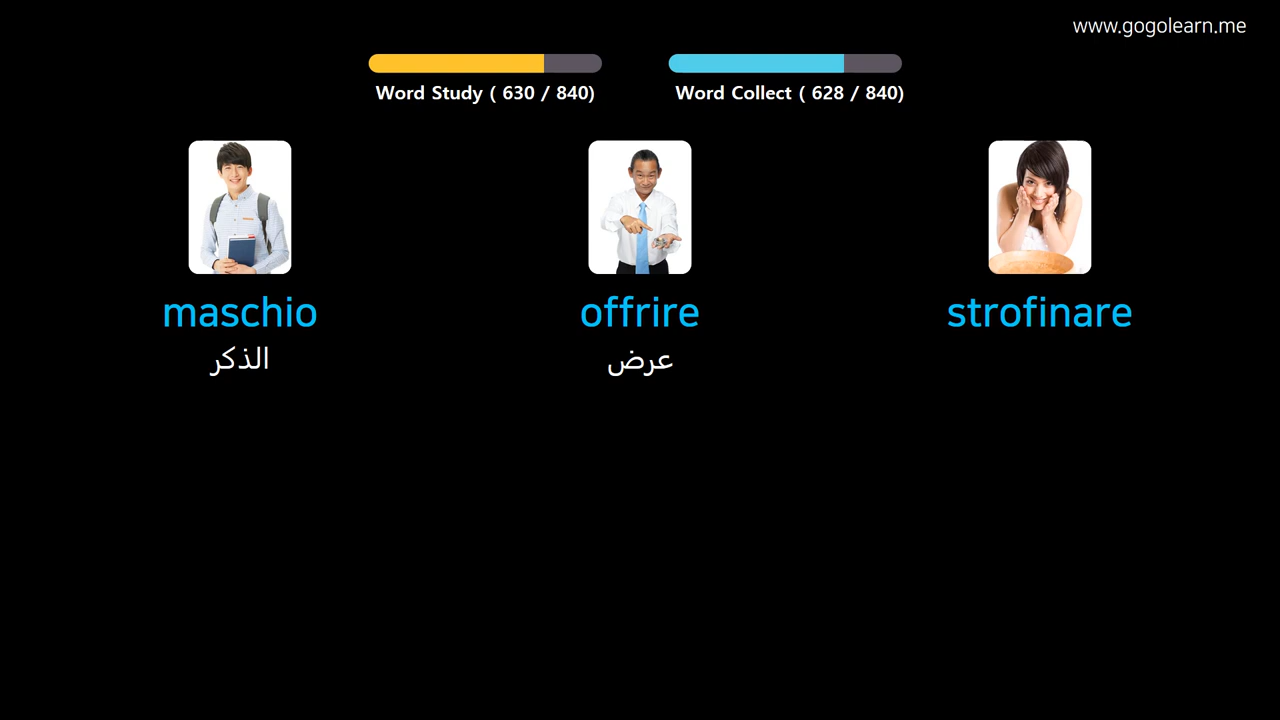 www.gogolearn.me
Word Study ( 630 / 840)
Word Collect ( 628 / 840)
maschio
offrire
strofinare
الذكر
عرض